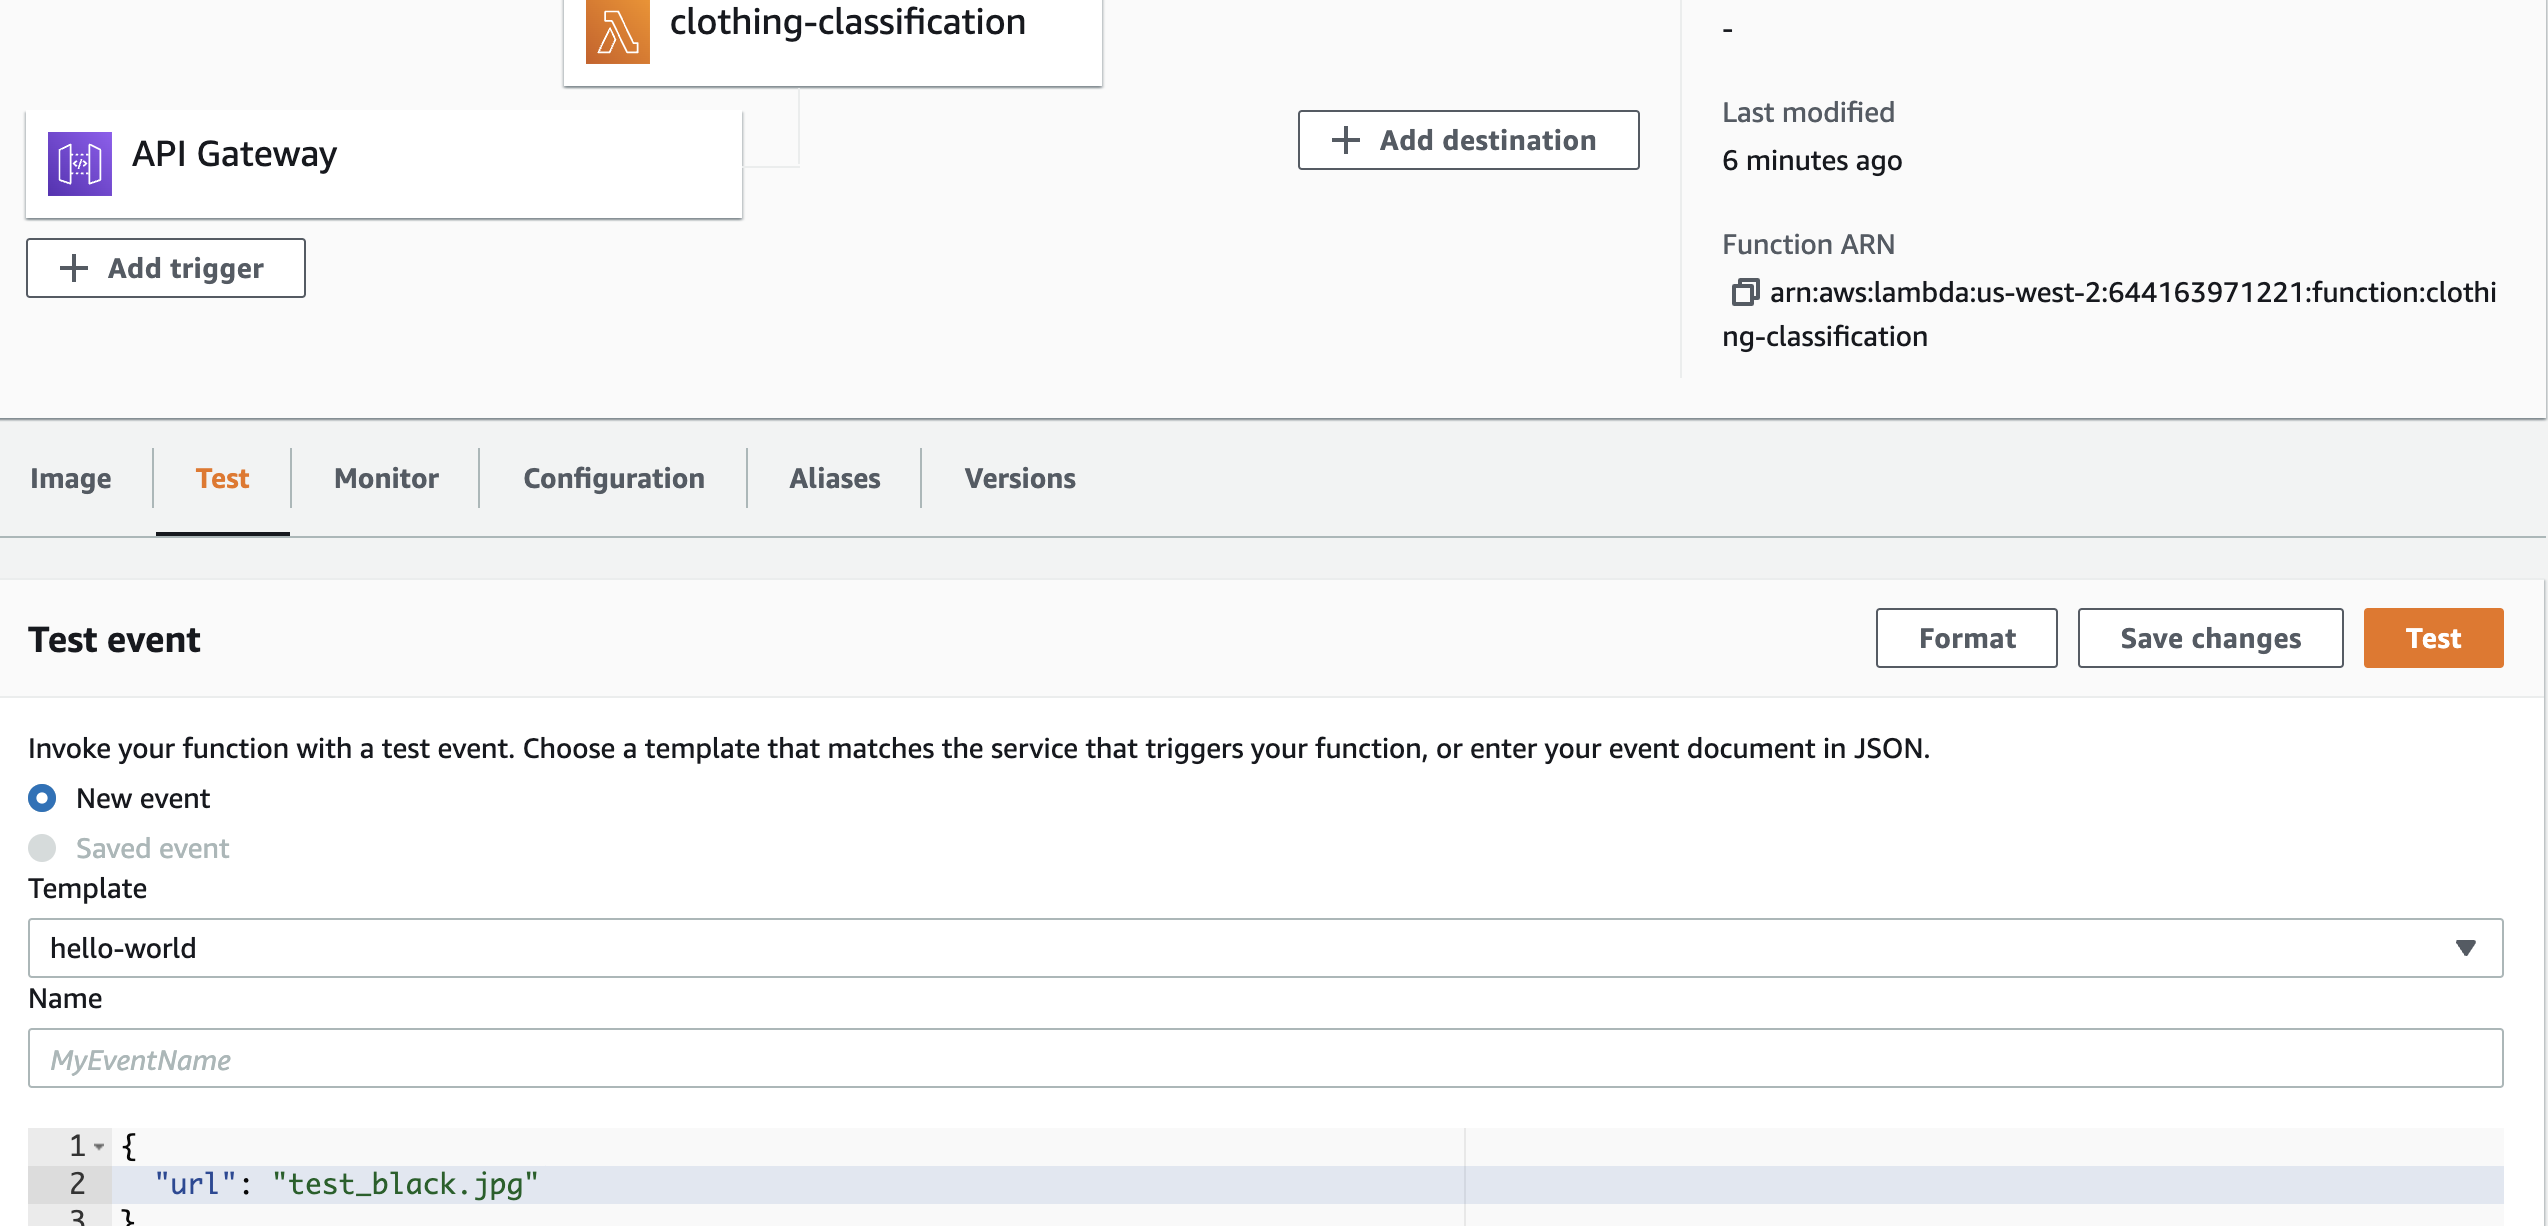 clothing-classification
API Gateway
Add trigger
Add destination
-
Last modified
6 minutes ago
Function ARN
arn:aws:lambda:us-west-2:644163971221:function:clothi
ng-classification
Image
Test
Monitor
Configuration
Aliases
Versions
Test event
Format
Save changes
Test
Invoke your function with a test event. Choose a template that matches the service that triggers your function, or enter your event document in JSON.
New event
Saved event
Template
hello-world
Name
MyEventName
1 {
2 "url": "test_black.jpg"
3 }